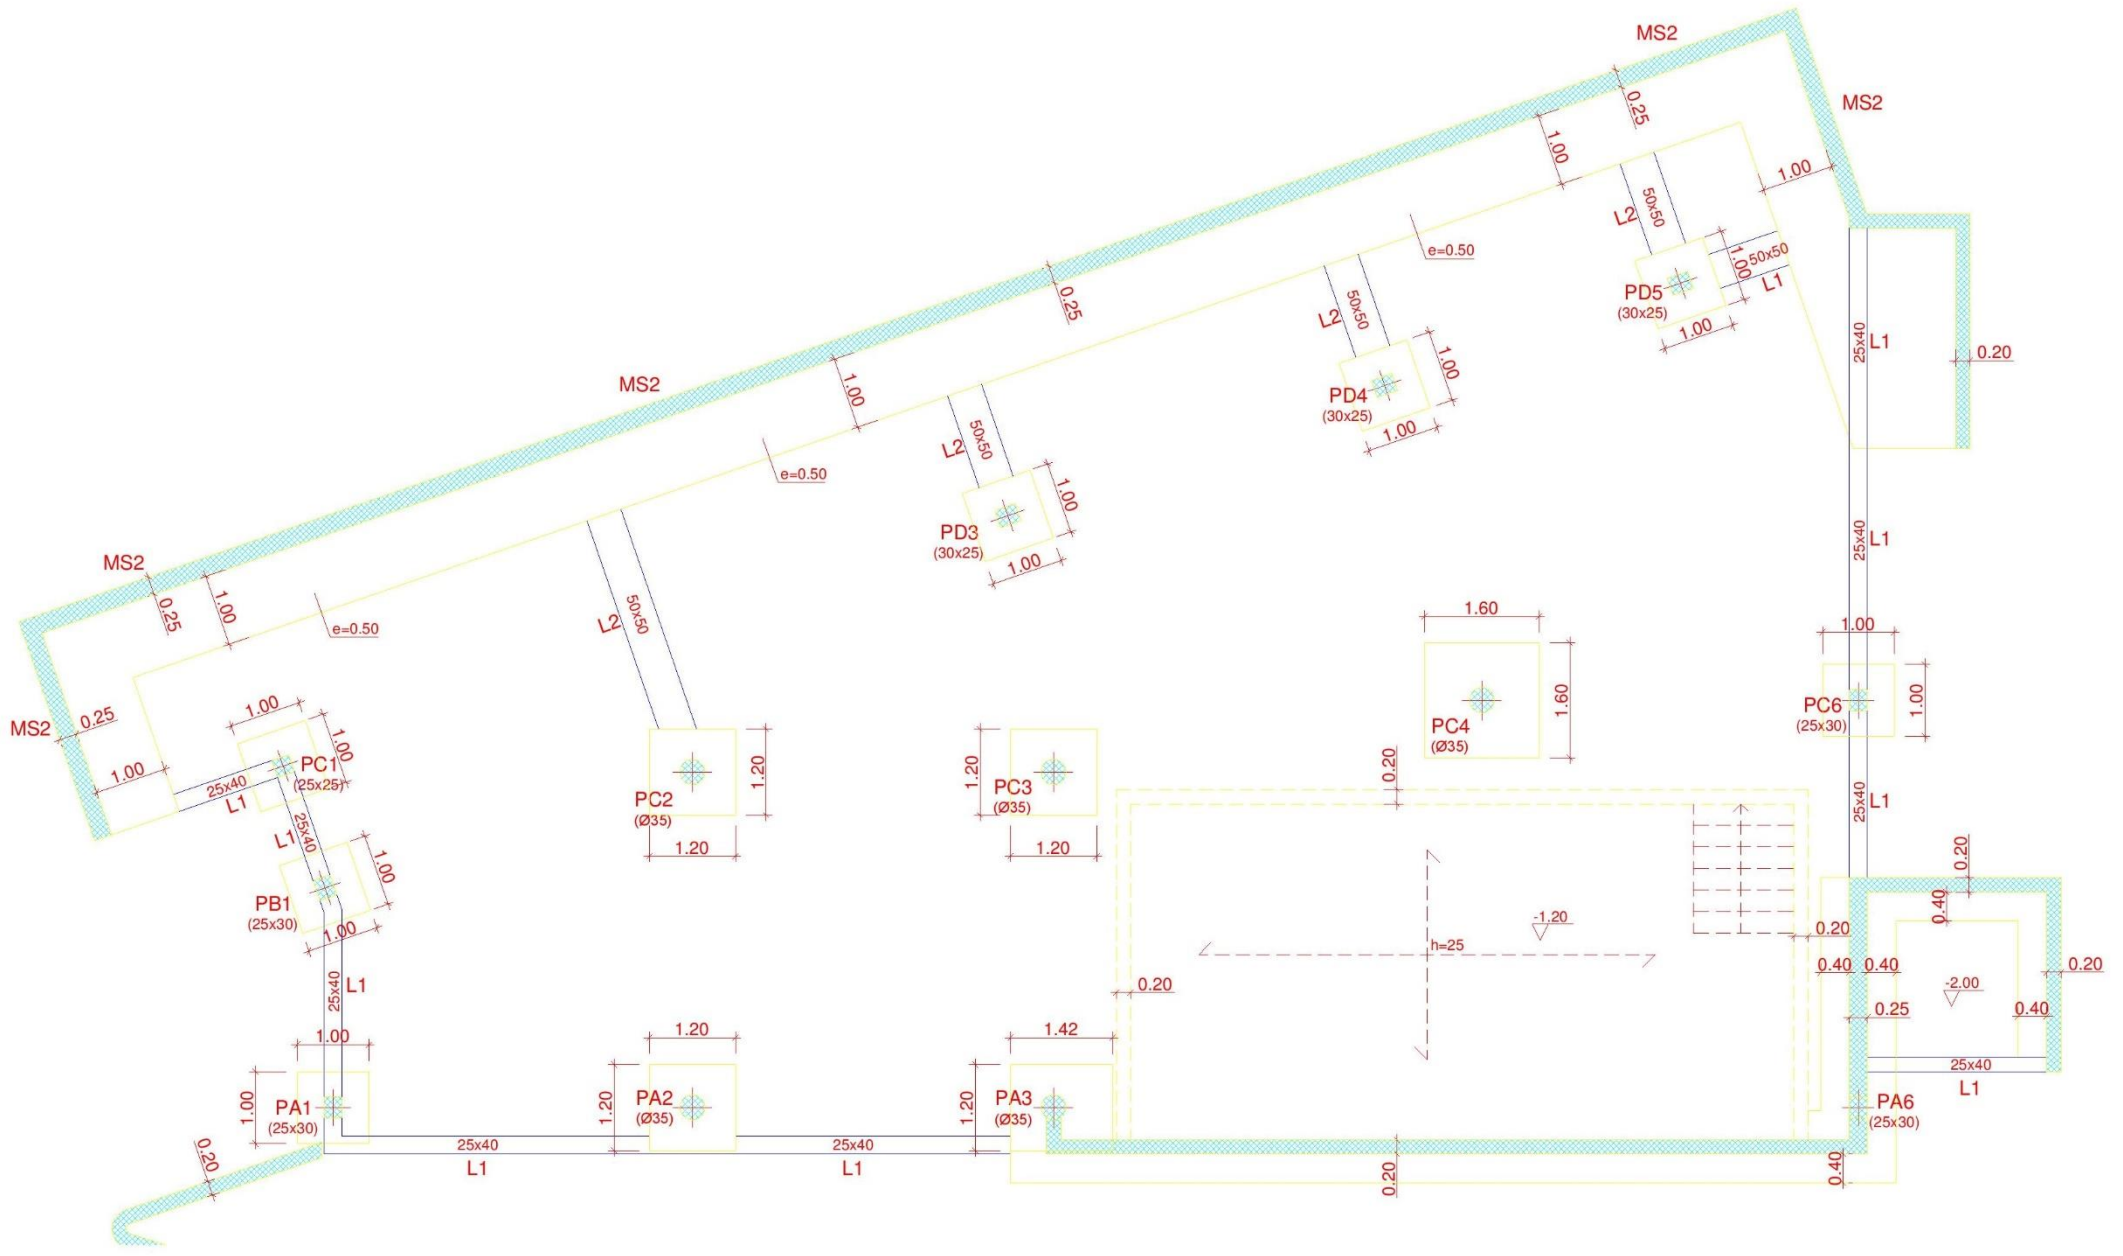 MS2
MS2
0.25
1.00
1.00
L2
50x50
50x50
L1
1.00
PD5
(30x25)
1.00
e=0.50
0.25
L2
50x50
25x40
L1
0.20
MS2
1.00
PD4
(30x25)
1.00
1.00
e=0.50
L2
50x50
PD3
(30x25)
1.00
1.00
25x40
L1
MS2
0.25
1.00
e=0.50
L2
50x50
1.60
1.60
PC4
(Ø35)
1.00
1.00
PC6
(25x30)
MS2
0.25
1.00
1.00
1.00
PC1
(25x25)
25x40
L1
L1
25x40
PC2
(Ø35)
1.20
1.20
1.20
PC3
(Ø35)
1.20
0.20
25x40
L1
PB1
(25x30)
1.00
1.00
0.20
0.40
-1.20
h=25
0.20
0.40
0.40
0.20
-2.00
0.25
0.40
0.20
25x40
L1
1.00
1.00
PA1
(25x30)
1.20
1.20
PA2
(Ø35)
1.42
1.20
PA3
(Ø35)
25x40
L1
PA6
(25x30)
25x40
L1
25x40
L1
0.20
0.20
0.40